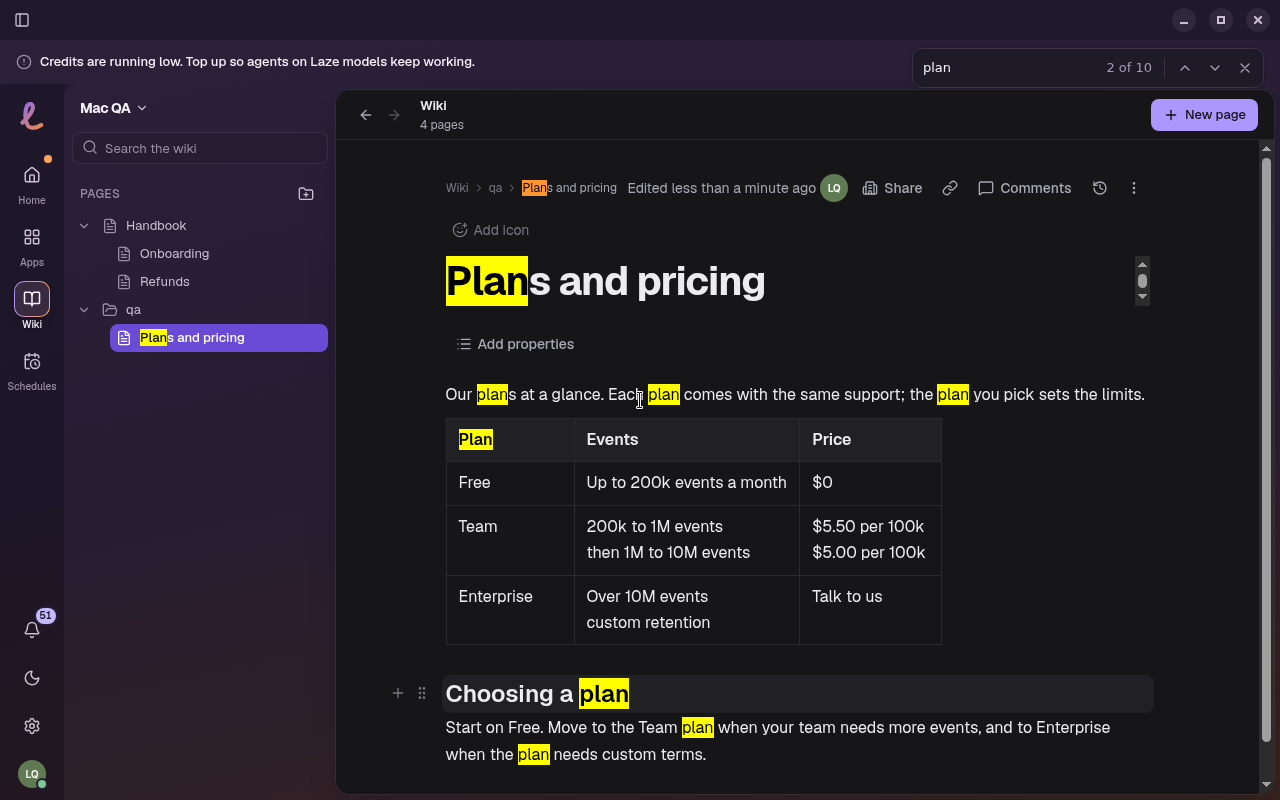 Credits are running low. Top up so agents on Laze models keep working.
plan
2 of 10
Mac QA
Search the wiki
PAGES
Handbook
Onboarding
Refunds
qa
Plans and pricing
Home
Apps
Wiki
Schedules
51
LQ
Wiki
4 pages
New page
Wiki > qa > Plans and pricing
Edited less than a minute ago
LQ
Share
Comments
Add icon
Plans and pricing
Add properties
Our plans at a glance. Each plan comes with the same support; the plan you pick sets the limits.
Plan Events Price
Free Up to 200k events a month $0
Team 200k to 1M events $5.50 per 100k
then 1M to 10M events $5.00 per 100k
Enterprise Over 10M events Talk to us
custom retention
Choosing a plan
Start on Free. Move to the Team plan when your team needs more events, and to Enterprise
when the plan needs custom terms.